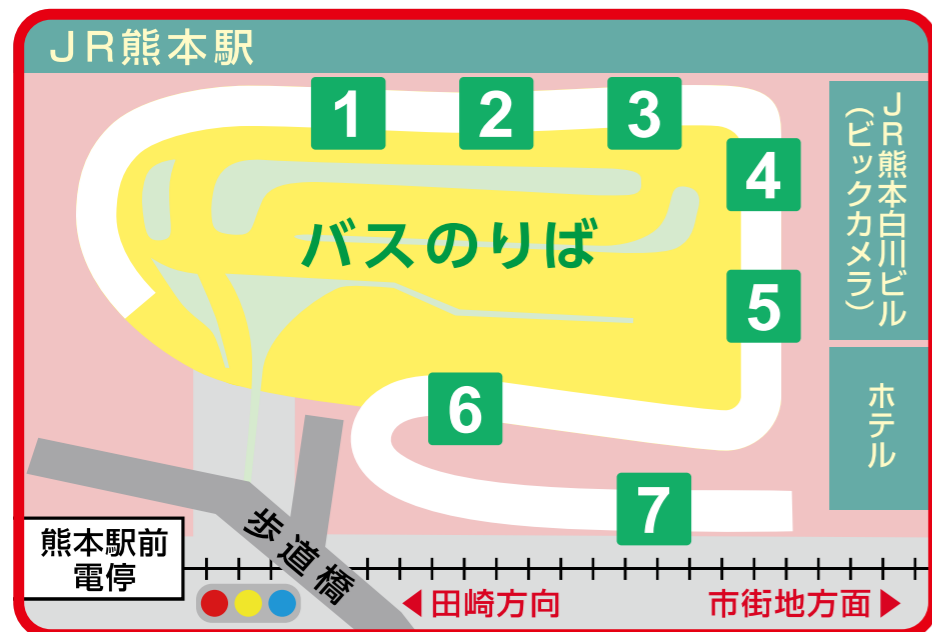 JR熊本駅
1
2
3
4
5
6
7
バスのりば
JR熊本白川ビル
(ビックカメラ)
ホテル
歩道橋
熊本駅前
電停
◀田崎方向
市街地方面▶